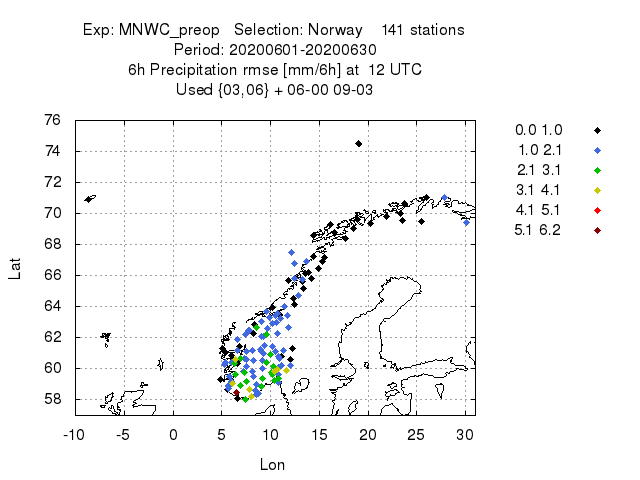 Exp: MNWC_preop   Selection: Norway    141 stations
Period: 20200601-20200630
6h Precipitation rmse [mm/6h] at  12 UTC
Used {03,06} + 06-00 09-03
76
74
72
70
68
66
64
62
60
58
Lat
-10 -5 0 5 10 15 20 25 30
Lon
0.0 1.0
1.0 2.1
2.1 3.1
3.1 4.1
4.1 5.1
5.1 6.2